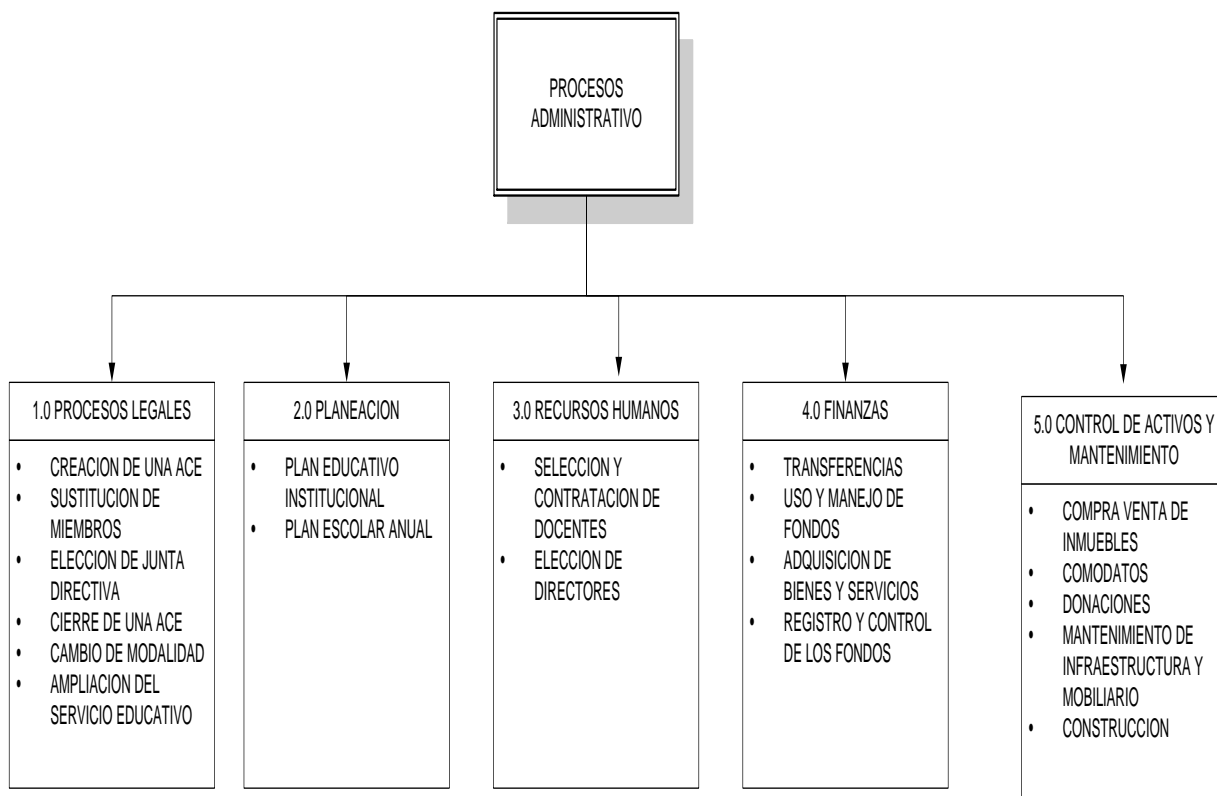 PROCESOS
ADMINISTRATIVO
1.0 PROCESOS LEGALES
• CREACION DE UNA ACE
• SUSTITUCION DE
MIEMBROS
• ELECCION DE JUNTA
DIRECTIVA
• CIERRE DE UNA ACE
• CAMBIO DE MODALIDAD
• AMPLIACION DEL
SERVICIO EDUCATIVO
2.0 PLANEACION
• PLAN EDUCATIVO
INSTITUCIONAL
• PLAN ESCOLAR ANUAL
3.0 RECURSOS HUMANOS
• SELECCION Y
CONTRATACION DE
DOCENTES
• ELECCION DE
DIRECTORES
4.0 FINANZAS
• TRANSFERENCIAS
• USO Y MANEJO DE
FONDOS
• ADQUISICION DE
BIENES Y SERVICIOS
• REGISTRO Y CONTROL
DE LOS FONDOS
5.0 CONTROL DE ACTIVOS Y
MANTENIMIENTO
• COMPRA VENTA DE
INMUEBLES
• COMODATOS
• DONACIONES
• MANTENIMIENTO DE
INFRAESTRUCTURA Y
MOBILIARIO
• CONSTRUCCION